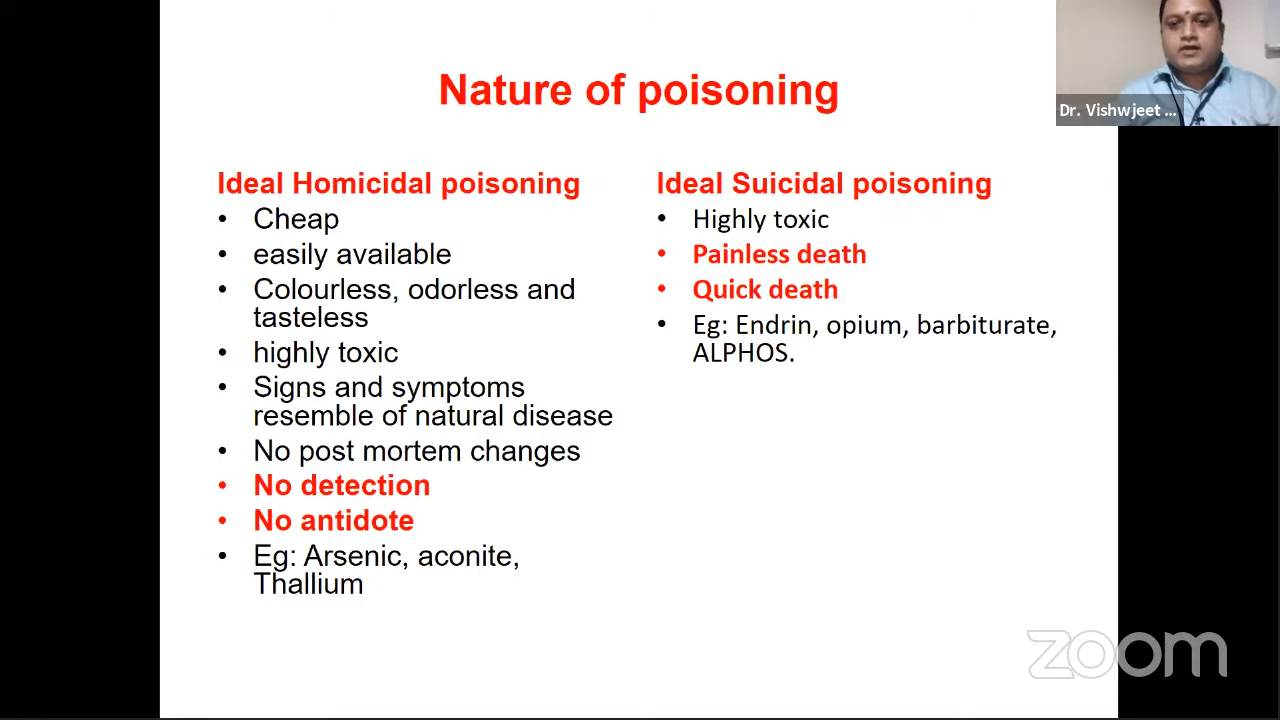 Nature of poisoning
Dr. Vishwjeet ...
Ideal Homicidal poisoning
• Cheap
• easily available
• Colourless, odorless and
tasteless
• highly toxic
• Signs and symptoms
resemble of natural disease
• No post mortem changes
• No detection
• No antidote
• Eg: Arsenic, aconite,
Thallium
Ideal Suicidal poisoning
• Highly toxic
• Painless death
• Quick death
• Eg: Endrin, opium, barbiturate,
ALPHOS.
zoom